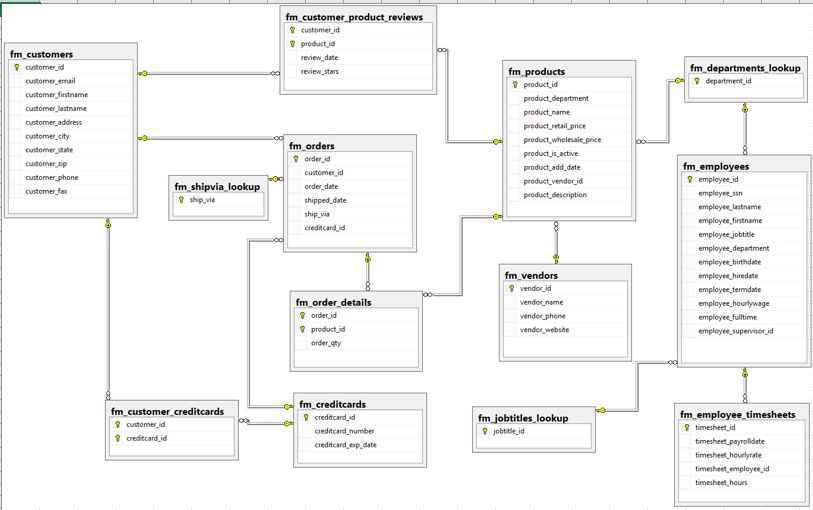 fm_customer_product_reviews
customer_id
product_id
review_date
review_stars
fm_customers
customer_id
customer_email
customer_firstname
customer_lastname
customer_address
customer_city
customer_state
customer_zip
customer_phone
customer_fax
fm_products
product_id
product_department
product_name
product_retail_price
product_wholesale_price
product_is_active
product_add_date
product_vendor_id
product_description
fm_departments_lookup
department_id
fm_orders
order_id
customer_id
order_date
shipped_date
ship_via
creditcard_id
fm_shipvia_lookup
ship_via
fm_employees
employee_id
employee_ssn
employee_lastname
employee_firstname
employee_jobtitle
employee_department
employee_birthdate
employee_hiredate
employee_termdate
employee_hourlywage
employee_fulltime
employee_supervisor_id
fm_vendors
vendor_id
vendor_name
vendor_phone
vendor_website
fm_order_details
order_id
product_id
order_qty
fm_customer_creditcards
customer_id
creditcard_id
fm_creditcards
creditcard_id
creditcard_number
creditcard_exp_date
fm_jobtitles_lookup
jobtitle_id
fm_employee_timesheets
timesheet_id
timesheet_payrolldate
timesheet_hourlyrate
timesheet_employee_id
timesheet_hours